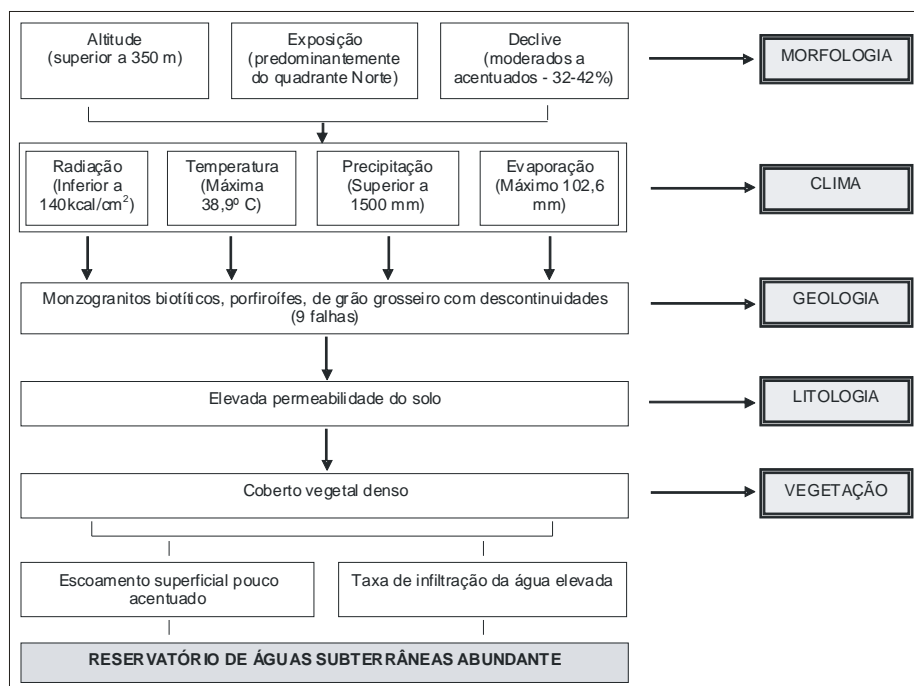 Altitude
(superior a 350 m)
Exposição
(predominantemente
do quadrante Norte)
Declive
(moderados a
acentuados - 32-42%)
MORFOLOGIA
Radiação
(Inferior a
140kcal/cm²)
Temperatura
(Máxima
38,9º C)
Precipitação
(Superior a
1500 mm)
Evaporação
(Máximo 102,6
mm)
CLIMA
Monzogranitos biotíticos, porfiroífes, de grão grosseiro com descontinuidades
(9 falhas)
GEOLOGIA
Elevada permeabilidade do solo
LITOLOGIA
Coberto vegetal denso
VEGETAÇÃO
Escoamento superficial pouco
acentuado
Taxa de infiltração da água elevada
RESERVATÓRIO DE ÁGUAS SUBTERRÂNEAS ABUNDANTE